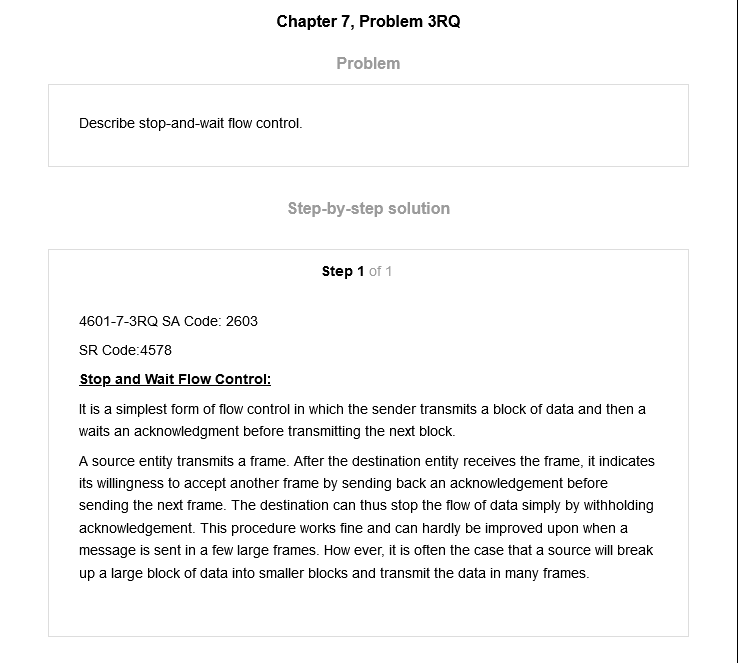 Chapter 7, Problem 3RQ
Problem
Describe stop-and-wait flow control.
Step-by-step solution
Step 1 of 1
4601-7-3RQ SA Code: 2603
SR Code:4578
Stop and Wait Flow Control:
It is a simplest form of flow control in which the sender transmits a block of data and then a
waits an acknowledgment before transmitting the next block.
A source entity transmits a frame. After the destination entity receives the frame, it indicates
its willingness to accept another frame by sending back an acknowledgement before
sending the next frame. The destination can thus stop the flow of data simply by withholding
acknowledgement. This procedure works fine and can hardly be improved upon when a
message is sent in a few large frames. How ever, it is often the case that a source will break
up a large block of data into smaller blocks and transmit the data in many frames.